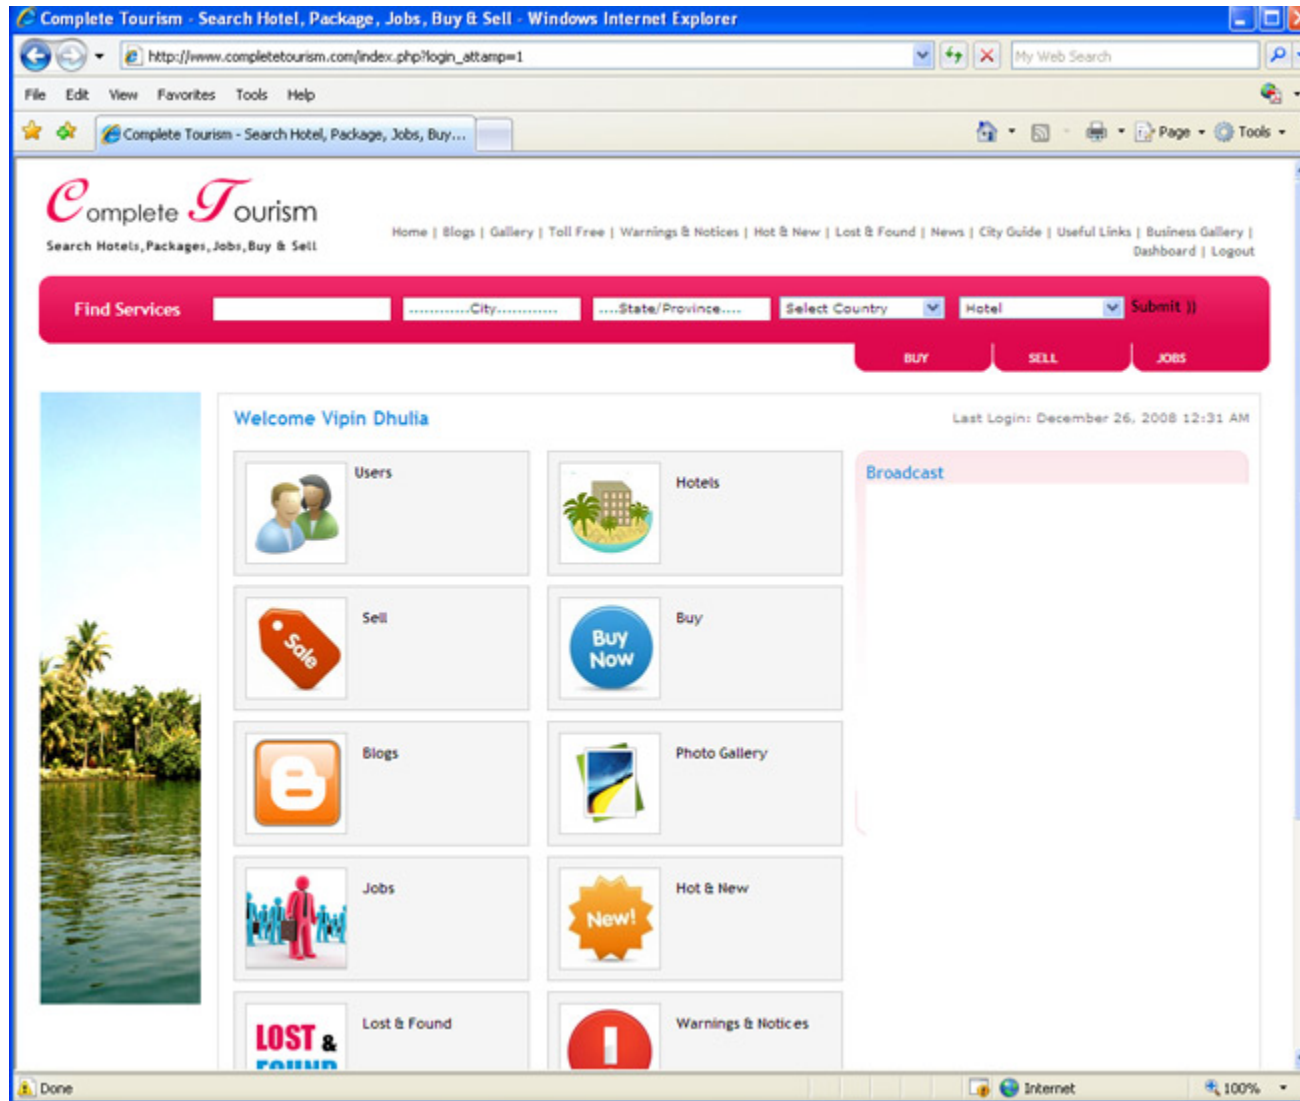 Complete Tourism - Search Hotel, Package, Jobs, Buy & Sell - Windows Internet Explorer
http://www.completetourism.com/index.php?login_attamp=1
My Web Search
File Edit View Favorites Tools Help
Complete Tourism - Search Hotel, Package, Jobs, Buy...
Page Tools
Complete Tourism
Search Hotels,Packages,Jobs,Buy & Sell
Home | Blogs | Gallery | Toll Free | Warnings & Notices | Hot & New | Lost & Found | News | City Guide | Useful Links | Business Gallery |
Dashboard | Logout
Find Services ............City............ ....State/Province.... Select Country Hotel Submit ))
BUY SELL JOBS
Welcome Vipin Dhulia
Last Login: December 26, 2008 12:31 AM
Users
Hotels
Broadcast
Sale
Sell
Buy Now
Buy
Blogs
Photo Gallery
Jobs
New!
Hot & New
LOST &
FOUND
Lost & Found
Warnings & Notices
Done
Internet
100%